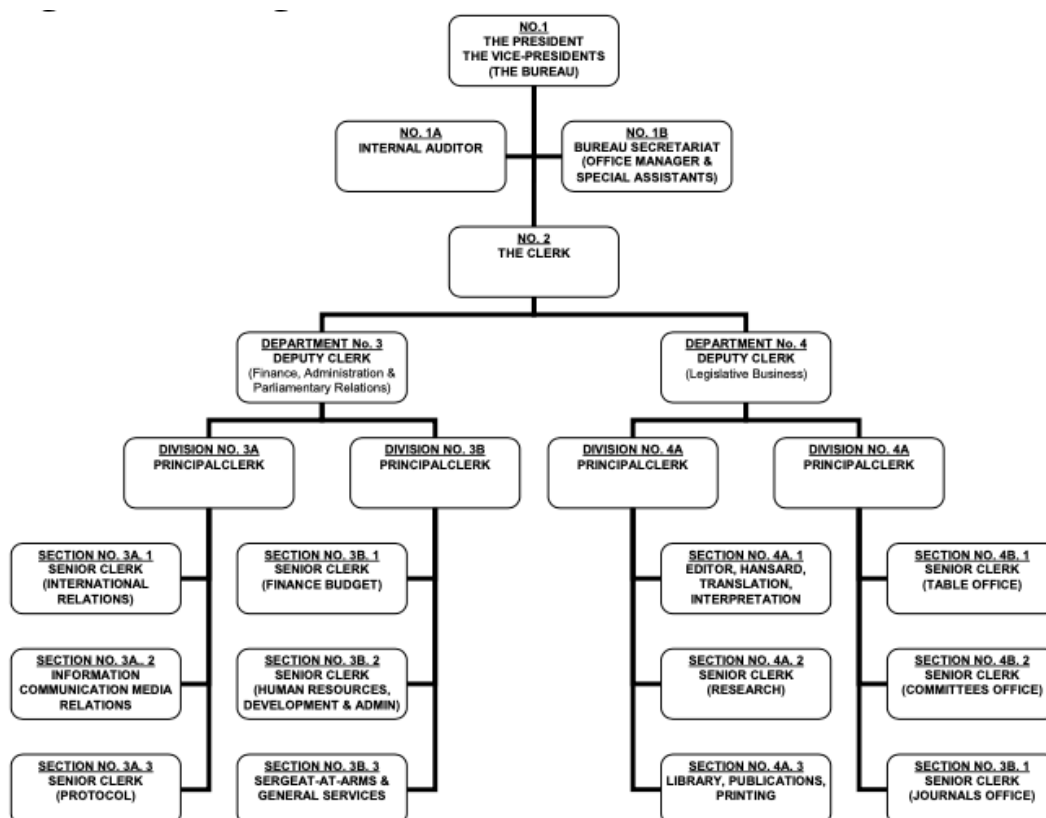 NO.1
THE PRESIDENT
THE VICE-PRESIDENTS
(THE BUREAU)
NO. 1A
INTERNAL AUDITOR
NO. 1B
BUREAU SECRETARIAT
(OFFICE MANAGER &
SPECIAL ASSISTANTS)
NO. 2
THE CLERK
DEPARTMENT No. 3
DEPUTY CLERK
(Finance, Administration &
Parliamentary Relations)
DEPARTMENT No. 4
DEPUTY CLERK
(Legislative Business)
DIVISION NO. 3A
PRINCIPALCLERK
DIVISION NO. 3B
PRINCIPALCLERK
DIVISION NO. 4A
PRINCIPALCLERK
DIVISION NO. 4A
PRINCIPALCLERK
SECTION NO. 3A. 1
SENIOR CLERK
(INTERNATIONAL
RELATIONS)
SECTION NO. 3B. 1
SENIOR CLERK
(FINANCE BUDGET)
SECTION NO. 4A. 1
EDITOR, HANSARD,
TRANSLATION,
INTERPRETATION
SECTION NO. 4B. 1
SENIOR CLERK
(TABLE OFFICE)
SECTION NO. 3A.. 2
INFORMATION
COMMUNICATION MEDIA
RELATIONS
SECTION NO. 3B. 2
SENIOR CLERK
(HUMAN RESOURCES,
DEVELOPMENT & ADMIN)
SECTION NO. 4A. 2
SENIOR CLERK
(RESEARCH)
SECTION NO. 4B. 2
SENIOR CLERK
(COMMITTEES OFFICE)
SECTION NO. 3A. 3
SENIOR CLERK
(PROTOCOL)
SECTION NO. 3B. 3
SERGEAT-AT-ARMS &
GENERAL SERVICES
SECTION NO. 4A. 3
LIBRARY, PUBLICATIONS,
PRINTING
SECTION NO. 3B. 1
SENIOR CLERK
(JOURNALS OFFICE)